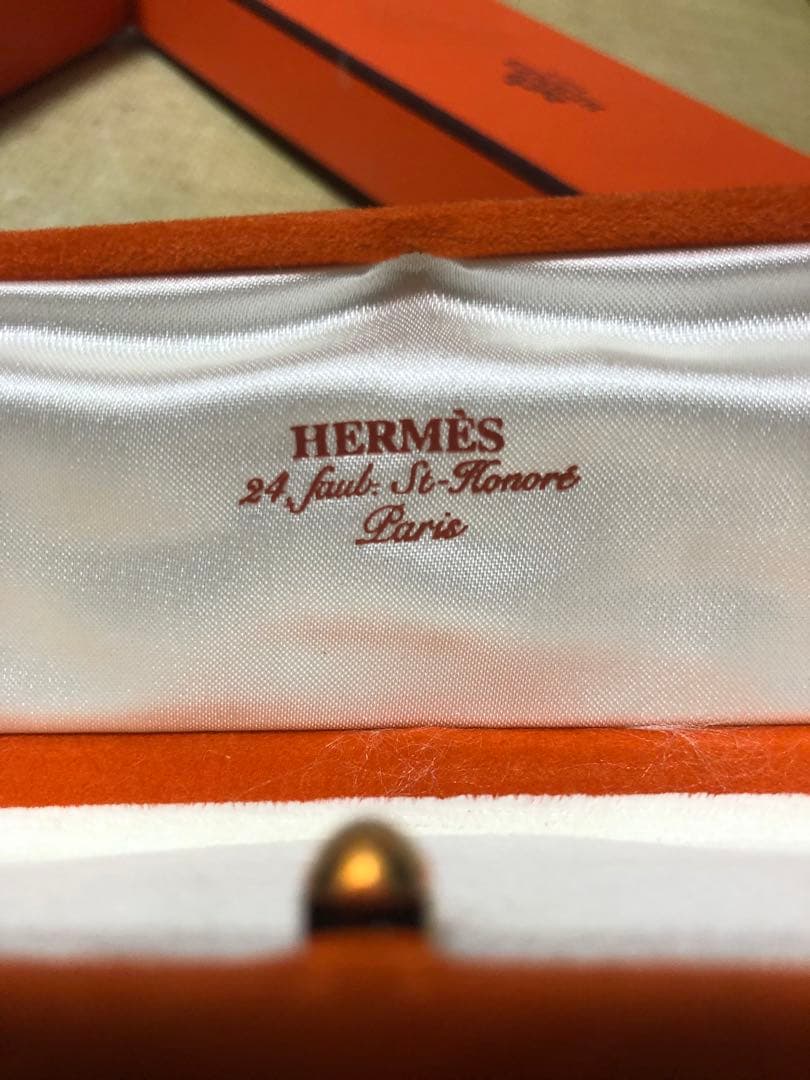 HERMÈS
24, faub. St-Honoré
Paris